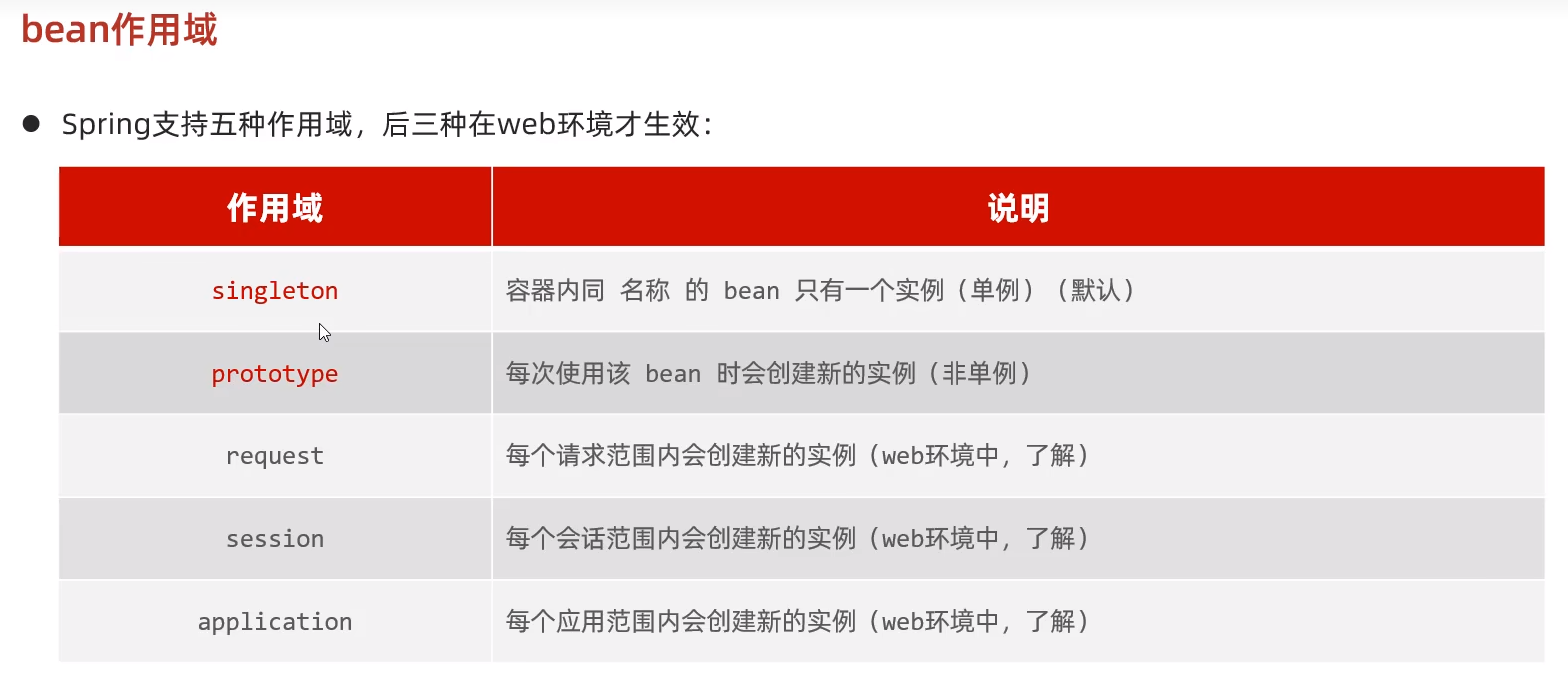 bean作用域
● Spring支持五种作用域，后三种在web环境才生效：
作用域 说明
singleton 容器内同 名称 的 bean 只有一个实例（单例）（默认）
prototype 每次使用该 bean 时会创建新的实例（非单例）
request 每个请求范围内会创建新的实例（web环境中，了解）
session 每个会话范围内会创建新的实例（web环境中，了解）
application 每个应用范围内会创建新的实例（web环境中，了解）